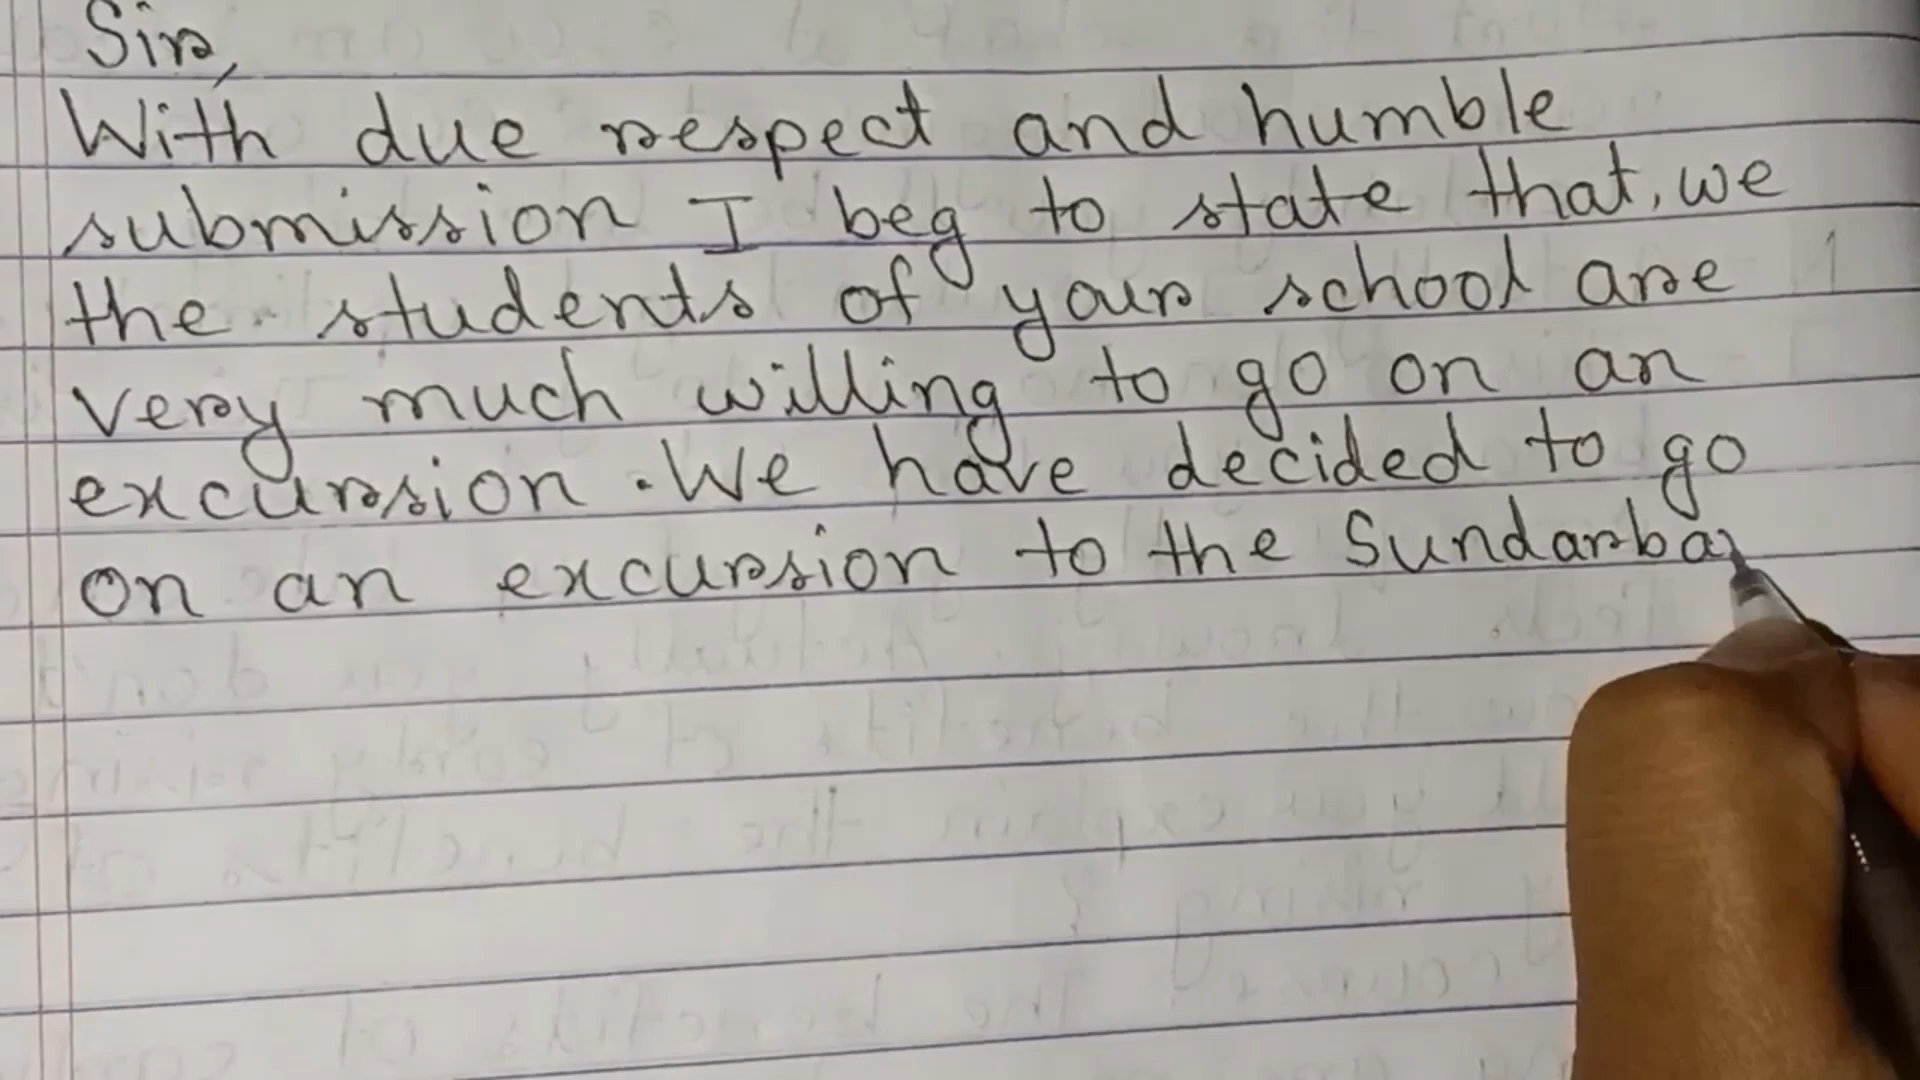 Sir,
With due respect and humble
submission I beg to state that, we
the students of your school are
very much willing to go on an
excursion. We have decided to go
on an excursion to the Sundarba